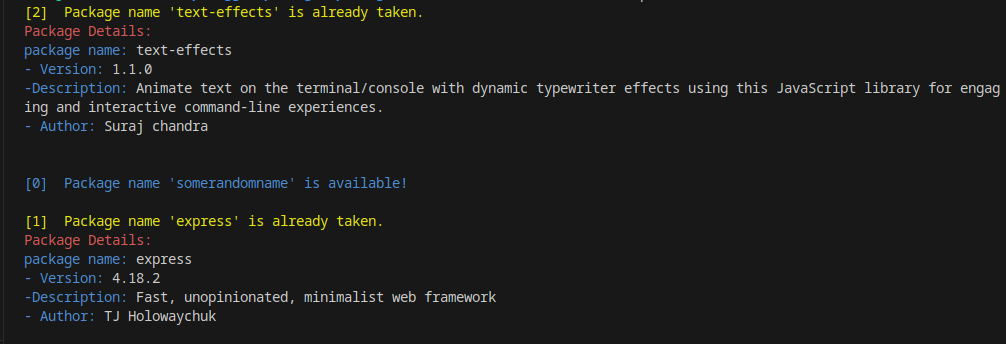 [2]  Package name 'text-effects' is already taken.
Package Details:
package name: text-effects
- Version: 1.1.0
-Description: Animate text on the terminal/console with dynamic typewriter effects using this JavaScript library for engag
ing and interactive command-line experiences.
- Author: Suraj chandra
[0]  Package name 'somerandomname' is available!
[1]  Package name 'express' is already taken.
Package Details:
package name: express
- Version: 4.18.2
-Description: Fast, unopinionated, minimalist web framework
- Author: TJ Holowaychuk